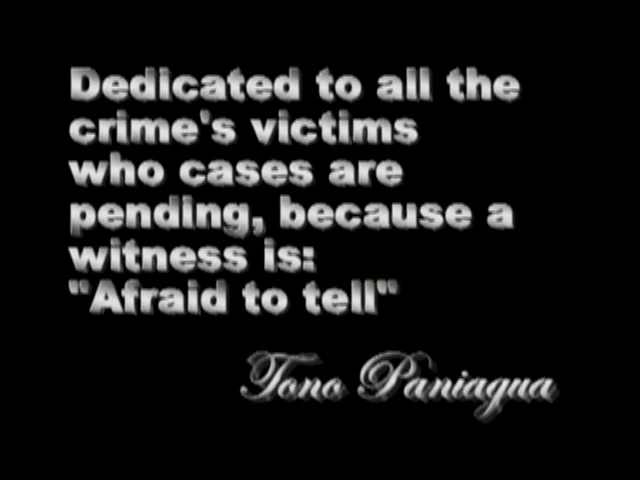 Dedicated to all the
crime's victims
who cases are
pending, because a
witness is:
"Afraid to tell"
Tono Paniagua